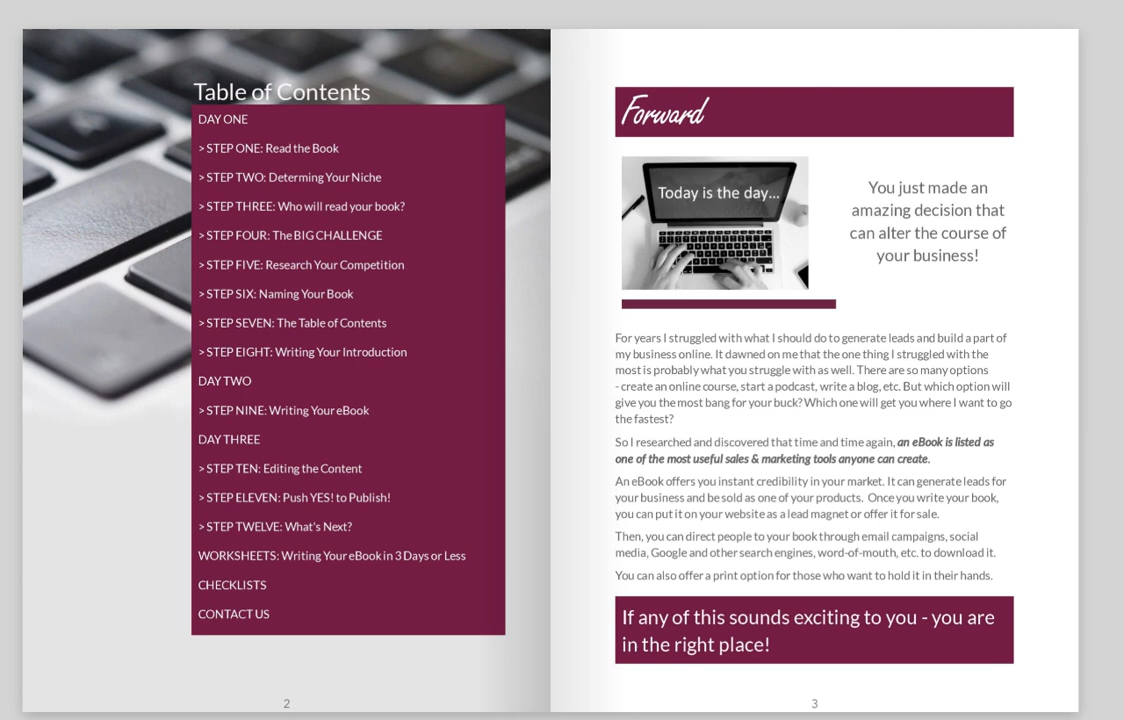 Table of Contents
DAY ONE
> STEP ONE: Read the Book
> STEP TWO: Determing Your Niche
> STEP THREE: Who will read your book?
> STEP FOUR: The BIG CHALLENGE
> STEP FIVE: Research Your Competition
> STEP SIX: Naming Your Book
> STEP SEVEN: The Table of Contents
> STEP EIGHT: Writing Your Introduction
DAY TWO
> STEP NINE: Writing Your eBook
DAY THREE
> STEP TEN: Editing the Content
> STEP ELEVEN: Push YES! to Publish!
> STEP TWELVE: What's Next?
WORKSHEETS: Writing Your eBook in 3 Days or Less
CHECKLISTS
CONTACT US
2
Forward
Today is the day...
You just made an
amazing decision that
can alter the course of
your business!
For years I struggled with what I should do to generate leads and build a part of
my business online. It dawned on me that the one thing I struggled with the
most is probably what you struggle with as well. There are so many options
- create an online course, start a podcast, write a blog, etc. But which option will
give you the most bang for your buck? Which one will get you where I want to go
the fastest?
So I researched and discovered that time and time again, an eBook is listed as
one of the most useful sales & marketing tools anyone can create.
An eBook offers you instant credibility in your market. It can generate leads for
your business and be sold as one of your products. Once you write your book,
you can put it on your website as a lead magnet or offer it for sale.
Then, you can direct people to your book through email campaigns, social
media, Google and other search engines, word-of-mouth, etc. to download it.
You can also offer a print option for those who want to hold it in their hands.
If any of this sounds exciting to you - you are
in the right place!
3